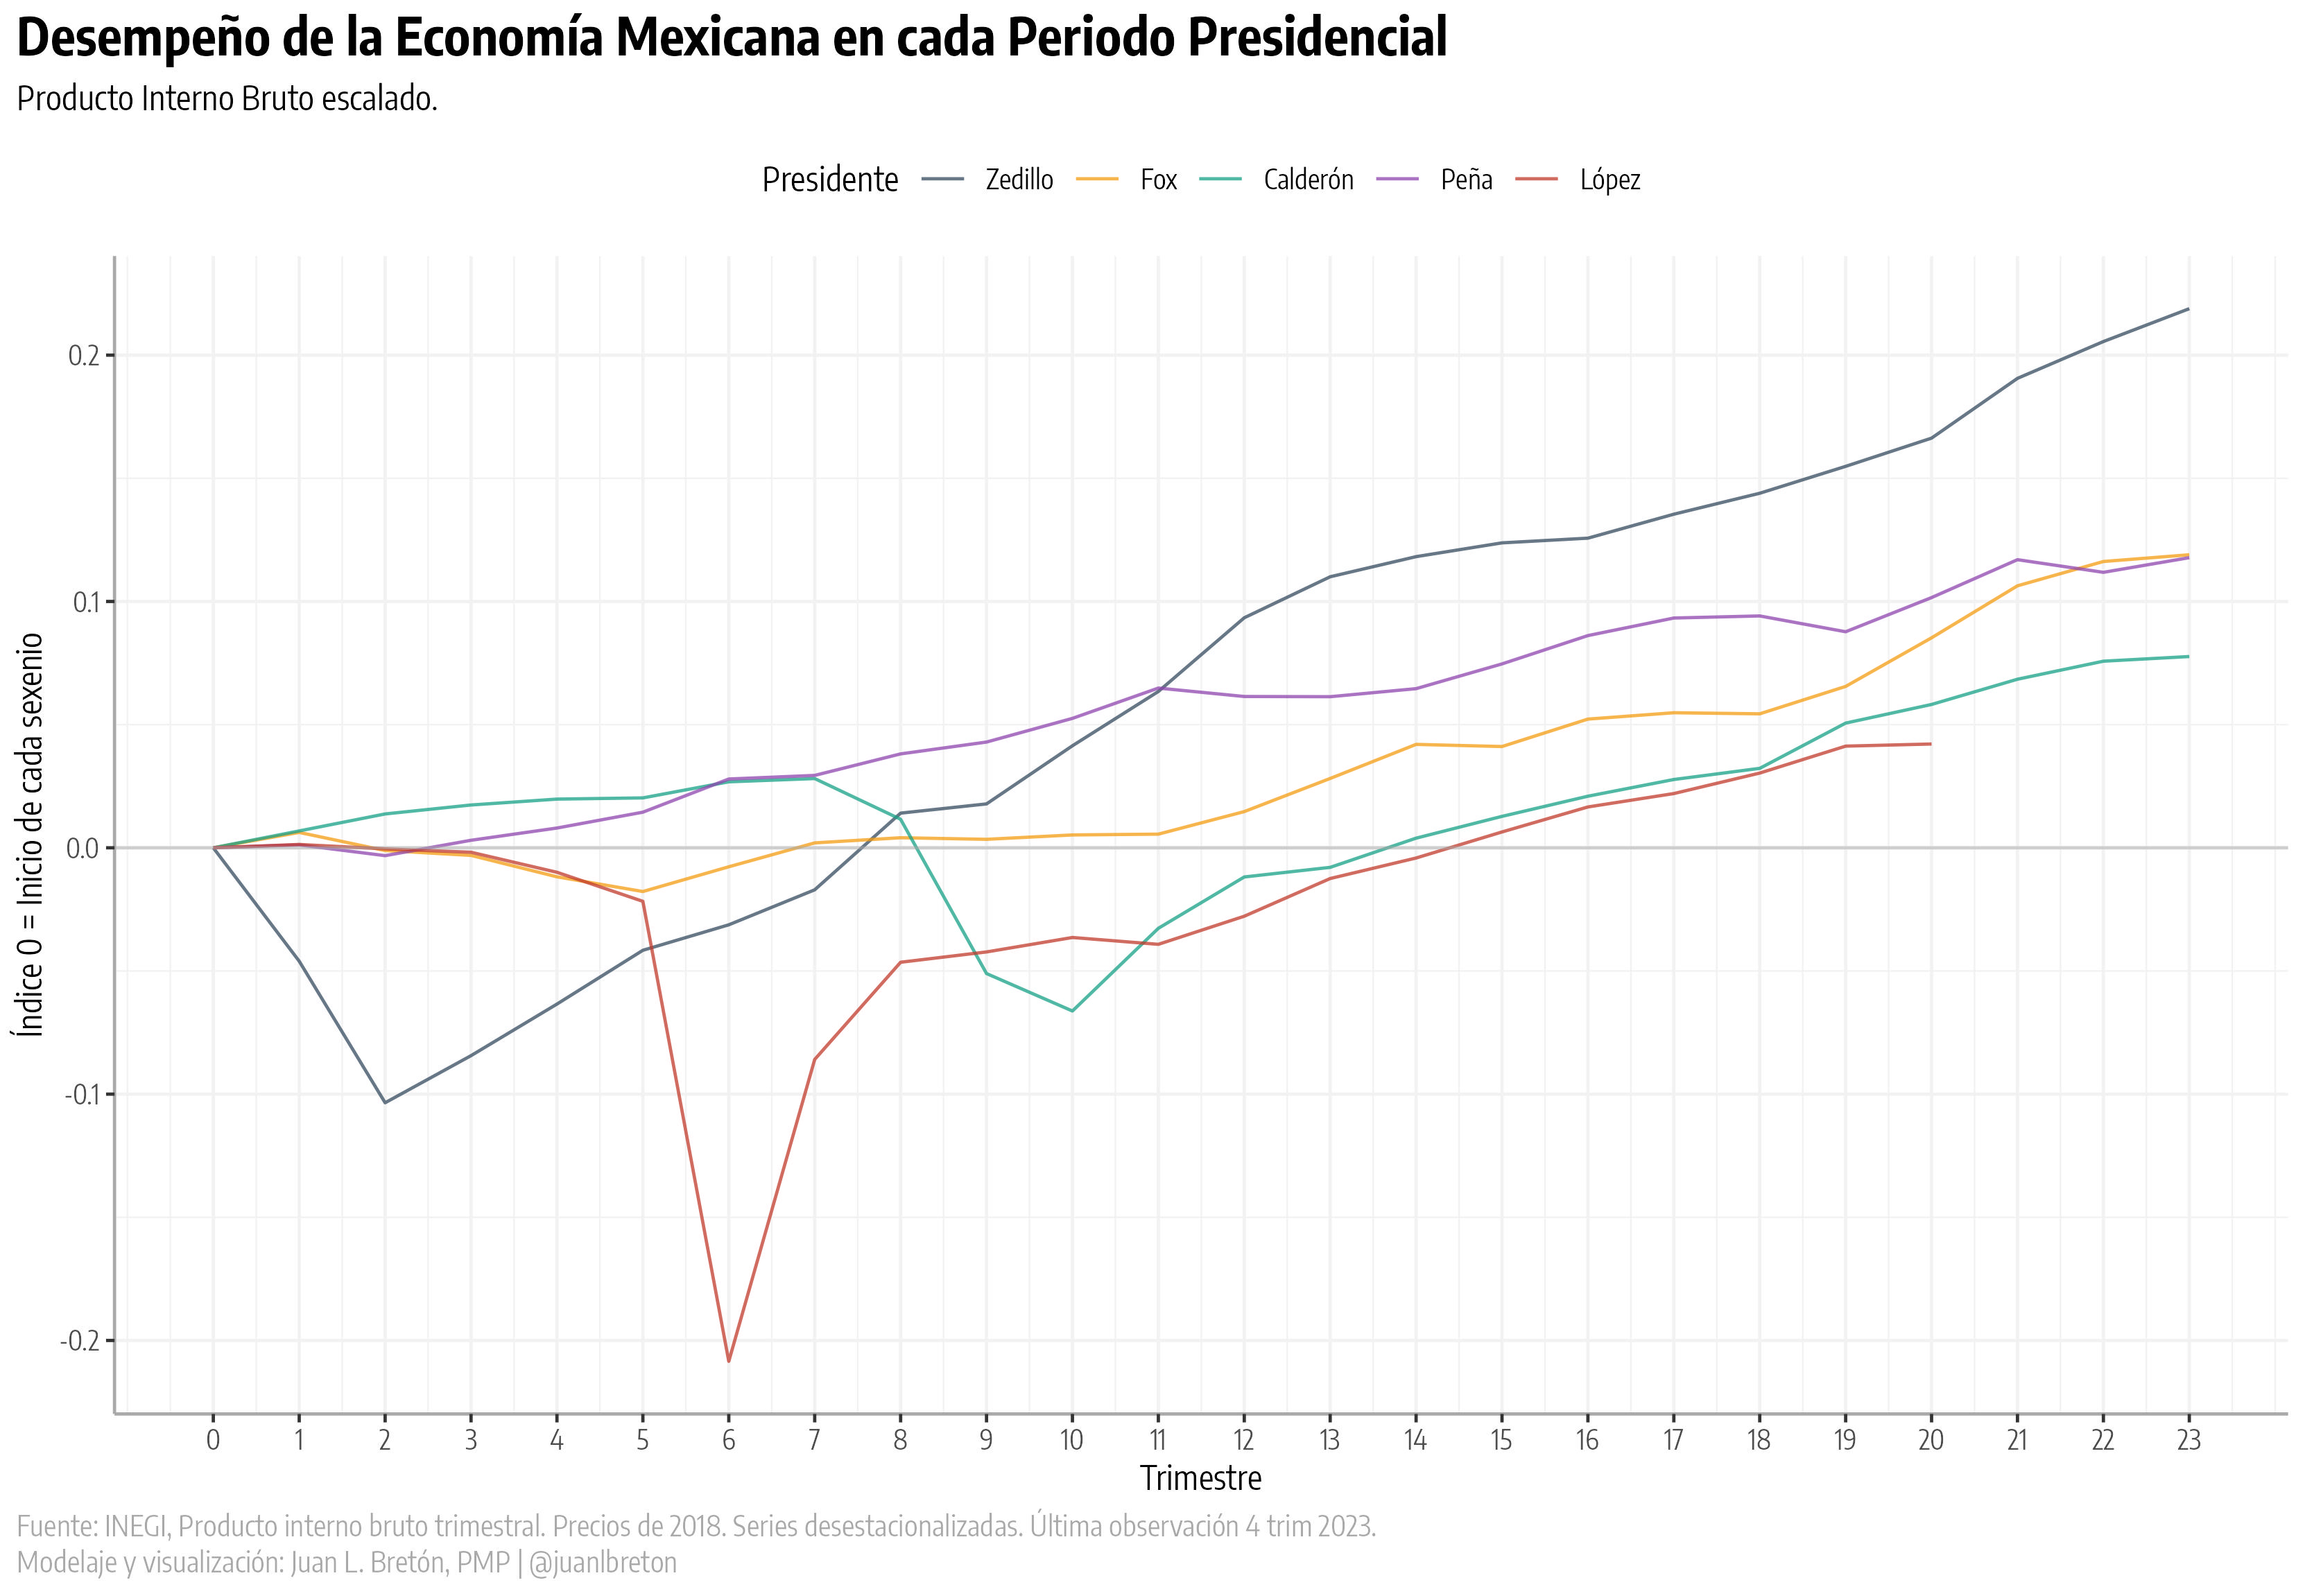 Desempeño de la Economía Mexicana en cada Periodo Presidencial
Producto Interno Bruto escalado.
Presidente Zedillo Fox Calderón Peña López
Índice 0 = Inicio de cada sexenio
0.2
0.1
0.0
-0.1
-0.2
0 1 2 3 4 5 6 7 8 9 10 11 12 13 14 15 16 17 18 19 20 21 22 23
Trimestre
Fuente: INEGI, Producto interno bruto trimestral. Precios de 2018. Series desestacionalizadas. Última observación 4 trim 2023.
Modelaje y visualización: Juan L. Bretón, PMP | @juanlbreton